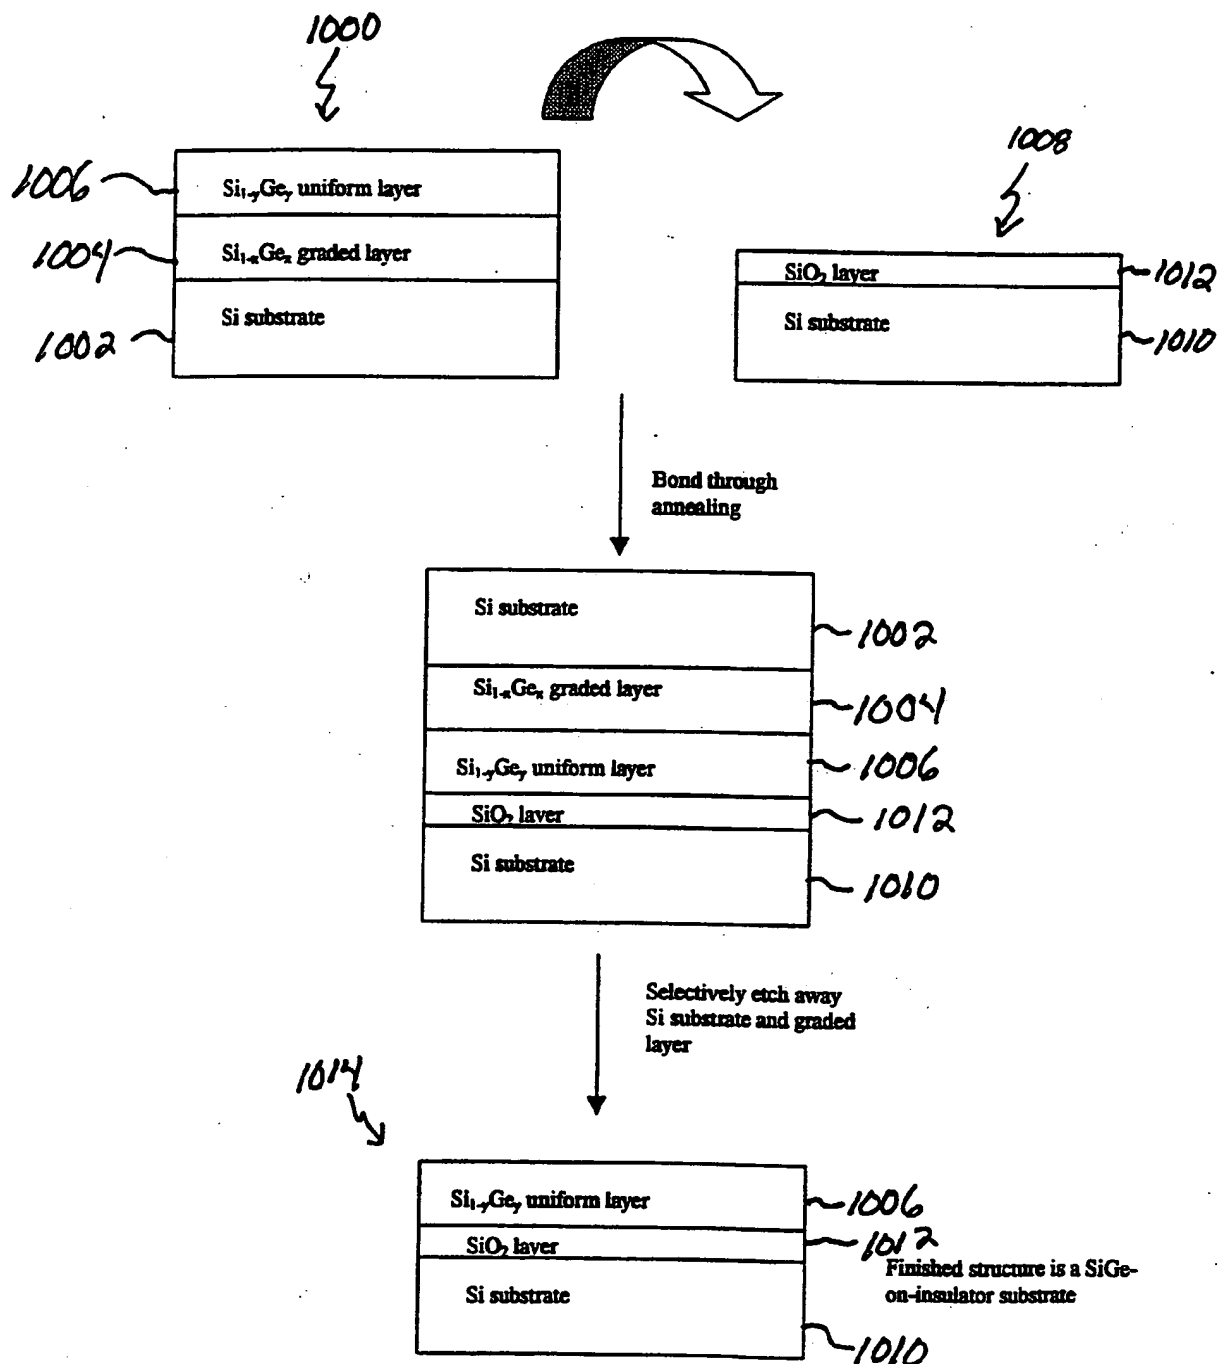 1000
1008
1006
Si₁₋yGey uniform layer
1004
Si₁₋ₓGeₓ graded layer
SiO₂ layer
1012
Si substrate
Si substrate
1002
1010
Bond through
annealing
Si substrate
1002
Si₁₋ₓGeₓ graded layer
1004
Si₁₋yGey uniform layer
1006
SiO₂ layer
1012
Si substrate
1010
Selectively etch away
Si substrate and graded
layer
1014
Si₁₋yGey uniform layer
1006
SiO₂ layer
1012
Finished structure is a SiGe-
on-insulator substrate
Si substrate
1010